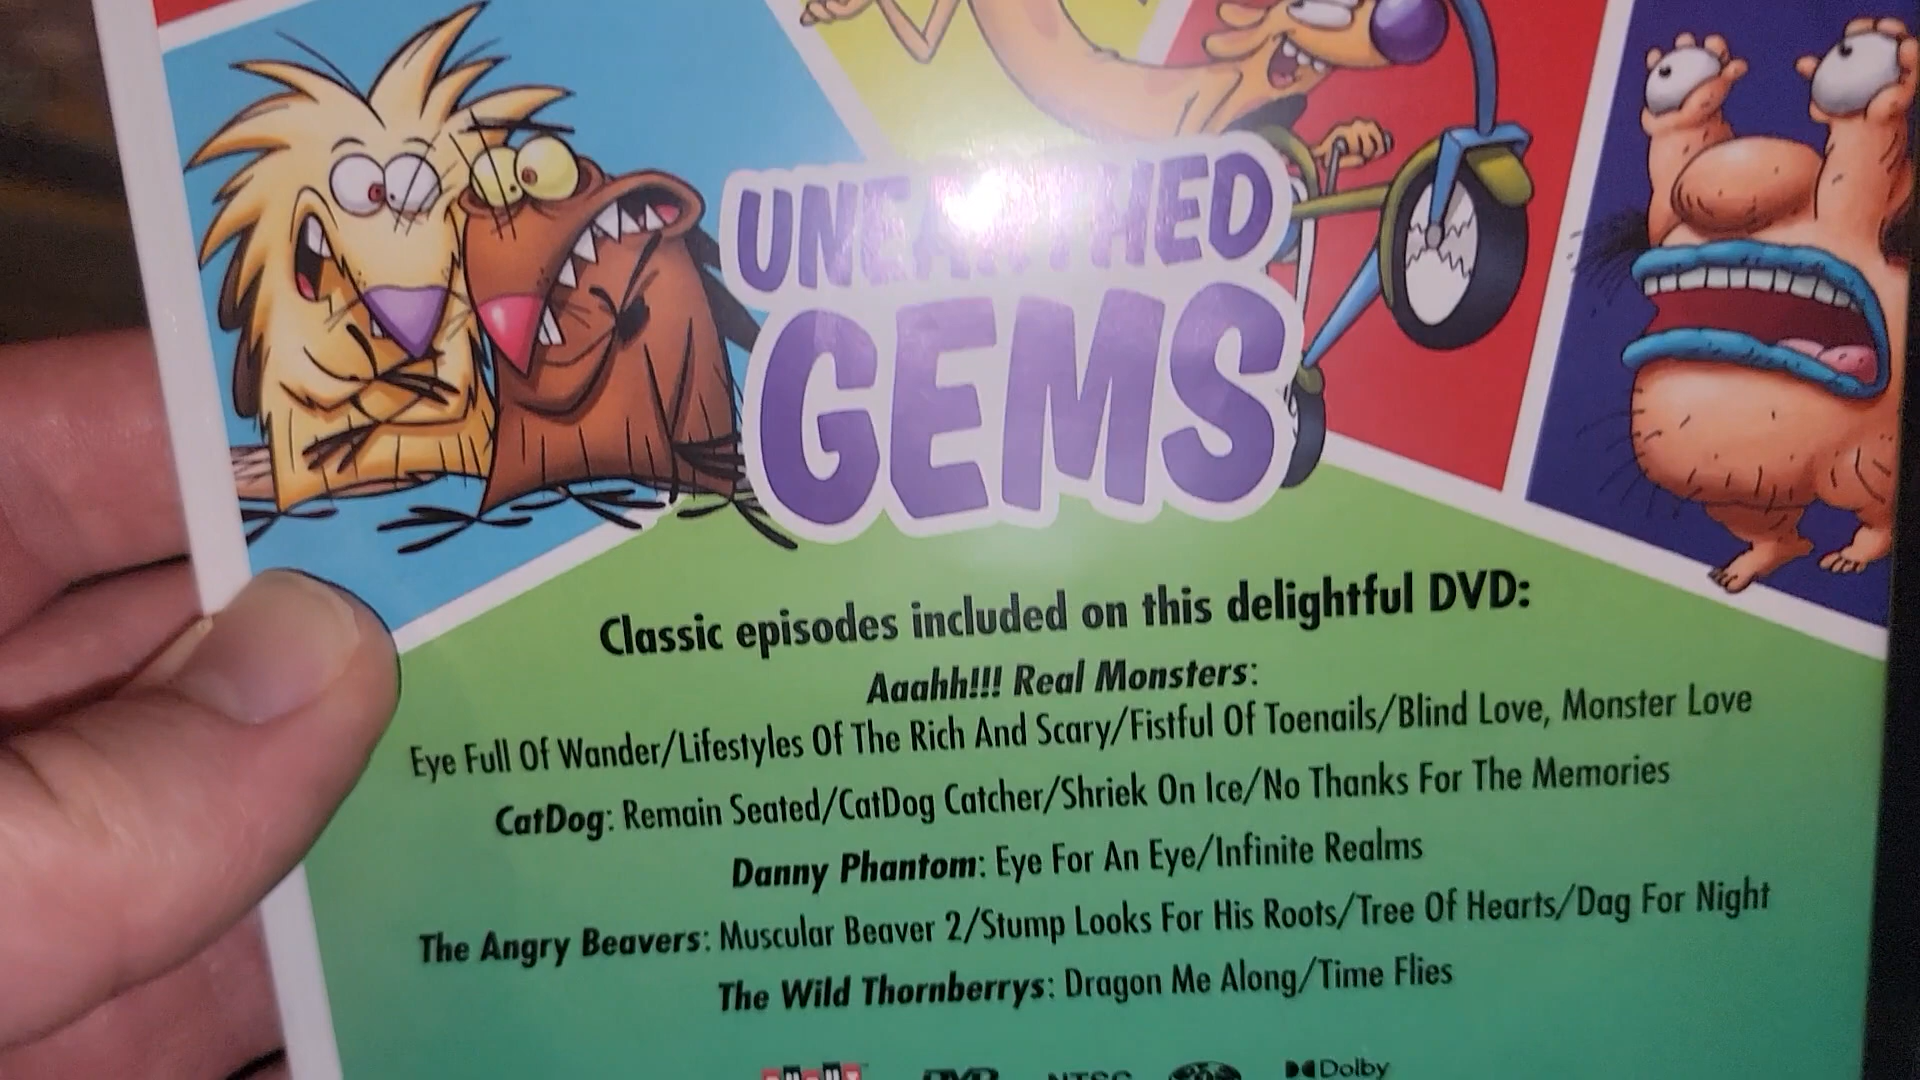 UNEARTHED
GEMS
Classic episodes included on this delightful DVD:
Aaahh!!! Real Monsters:
Eye Full Of Wander/Lifestyles Of The Rich And Scary/Fistful Of Toenails/Blind Love, Monster Love
CatDog: Remain Seated/CatDog Catcher/Shriek On Ice/No Thanks For The Memories
Danny Phantom: Eye For An Eye/Infinite Realms
The Angry Beavers: Muscular Beaver 2/Stump Looks For His Roots/Tree Of Hearts/Dag For Night
The Wild Thornberrys: Dragon Me Along/Time Flies
DVD NTSC Dolby